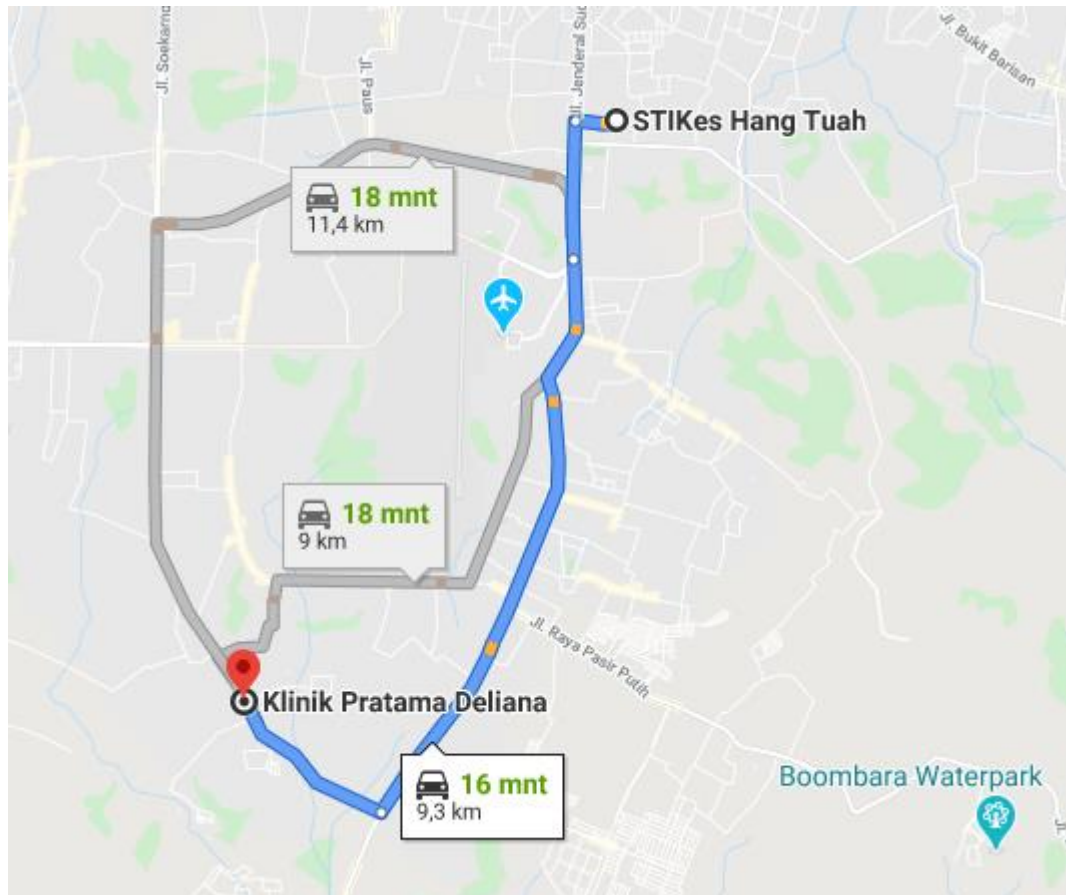 Jl. Soekarno
Jl. Paus
Jl. Jenderal Sud
Jl. Bukit Barisan
STIKes Hang Tuah
18 mnt
11,4 km
18 mnt
9 km
Jl. Raya Pasir Putih
Klinik Pratama Deliana
16 mnt
9,3 km
Boombara Waterpark
Jl.